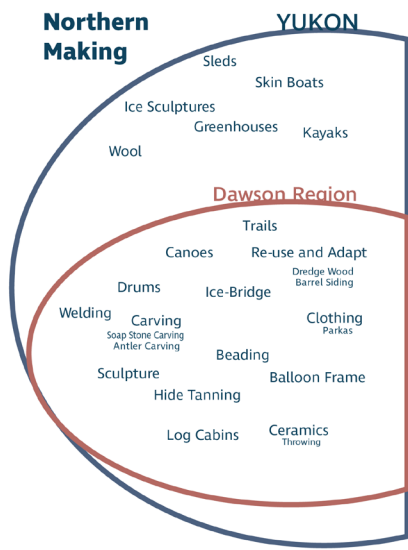 Northern
Making
YUKON
Sleds
Skin Boats
Ice Sculptures
Greenhouses
Kayaks
Wool
Dawson Region
Trails
Canoes
Re-use and Adapt
Dredge Wood
Barrel Siding
Drums
Ice-Bridge
Welding
Carving
Soap Stone Carving
Antler Carving
Clothing
Parkas
Beading
Sculpture
Balloon Frame
Hide Tanning
Log Cabins
Ceramics
Throwing